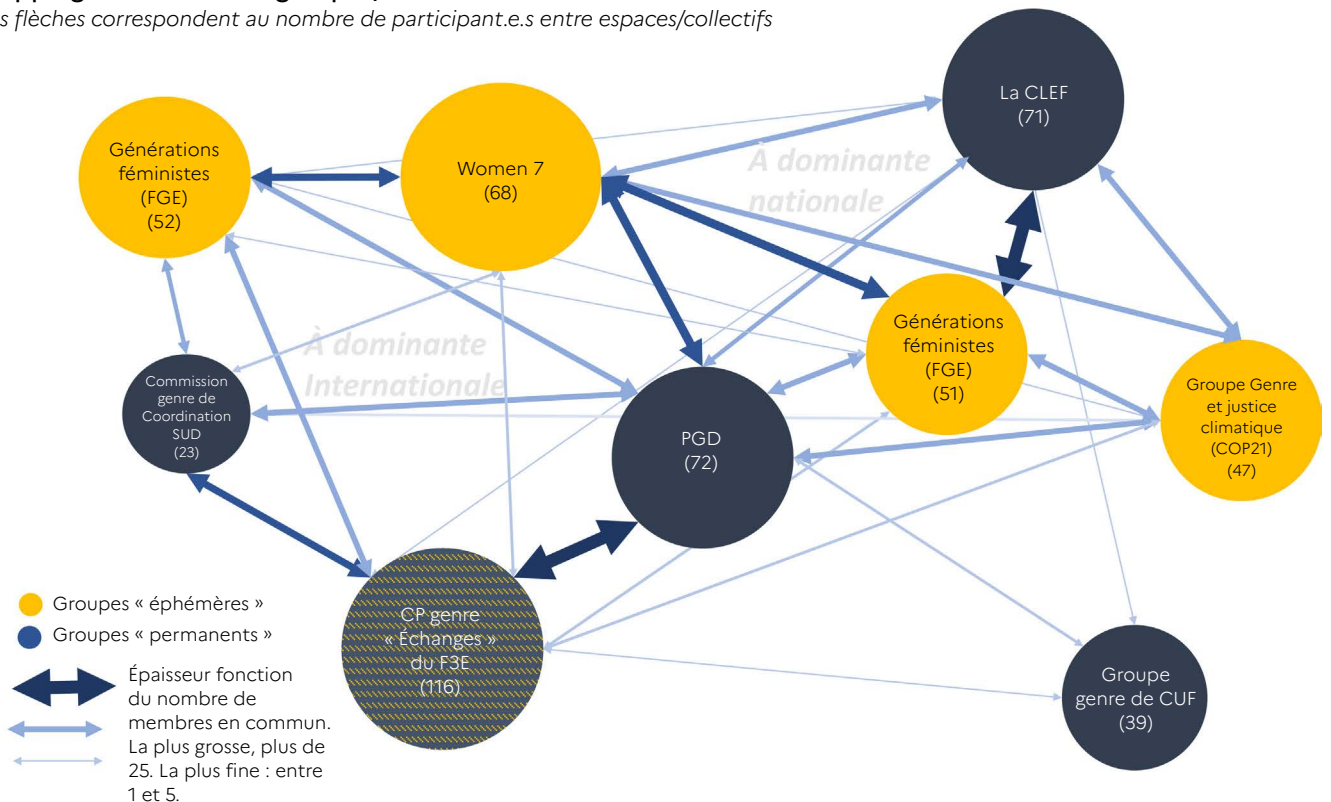 s flèches correspondent au nombre de participant.e.s entre espaces/collectifs
La CLEF
(71)
Générations
féministes
(FGE)
(52)
Women 7
(68)
À dominante
nationale
Générations
féministes
(FGE)
(51)
À dominante
Internationale
Commission
genre de
Coordination
SUD
(23)
Groupe Genre
et justice
climatique
(COP21)
(47)
PGD
(72)
CP genre
« Échanges »
du F3E
(116)
Groupe
genre de CUF
(39)
Groupes « éphémères »
Groupes « permanents »
Épaisseur fonction
du nombre de
membres en commun.
La plus grosse, plus de
25. La plus fine : entre
1 et 5.